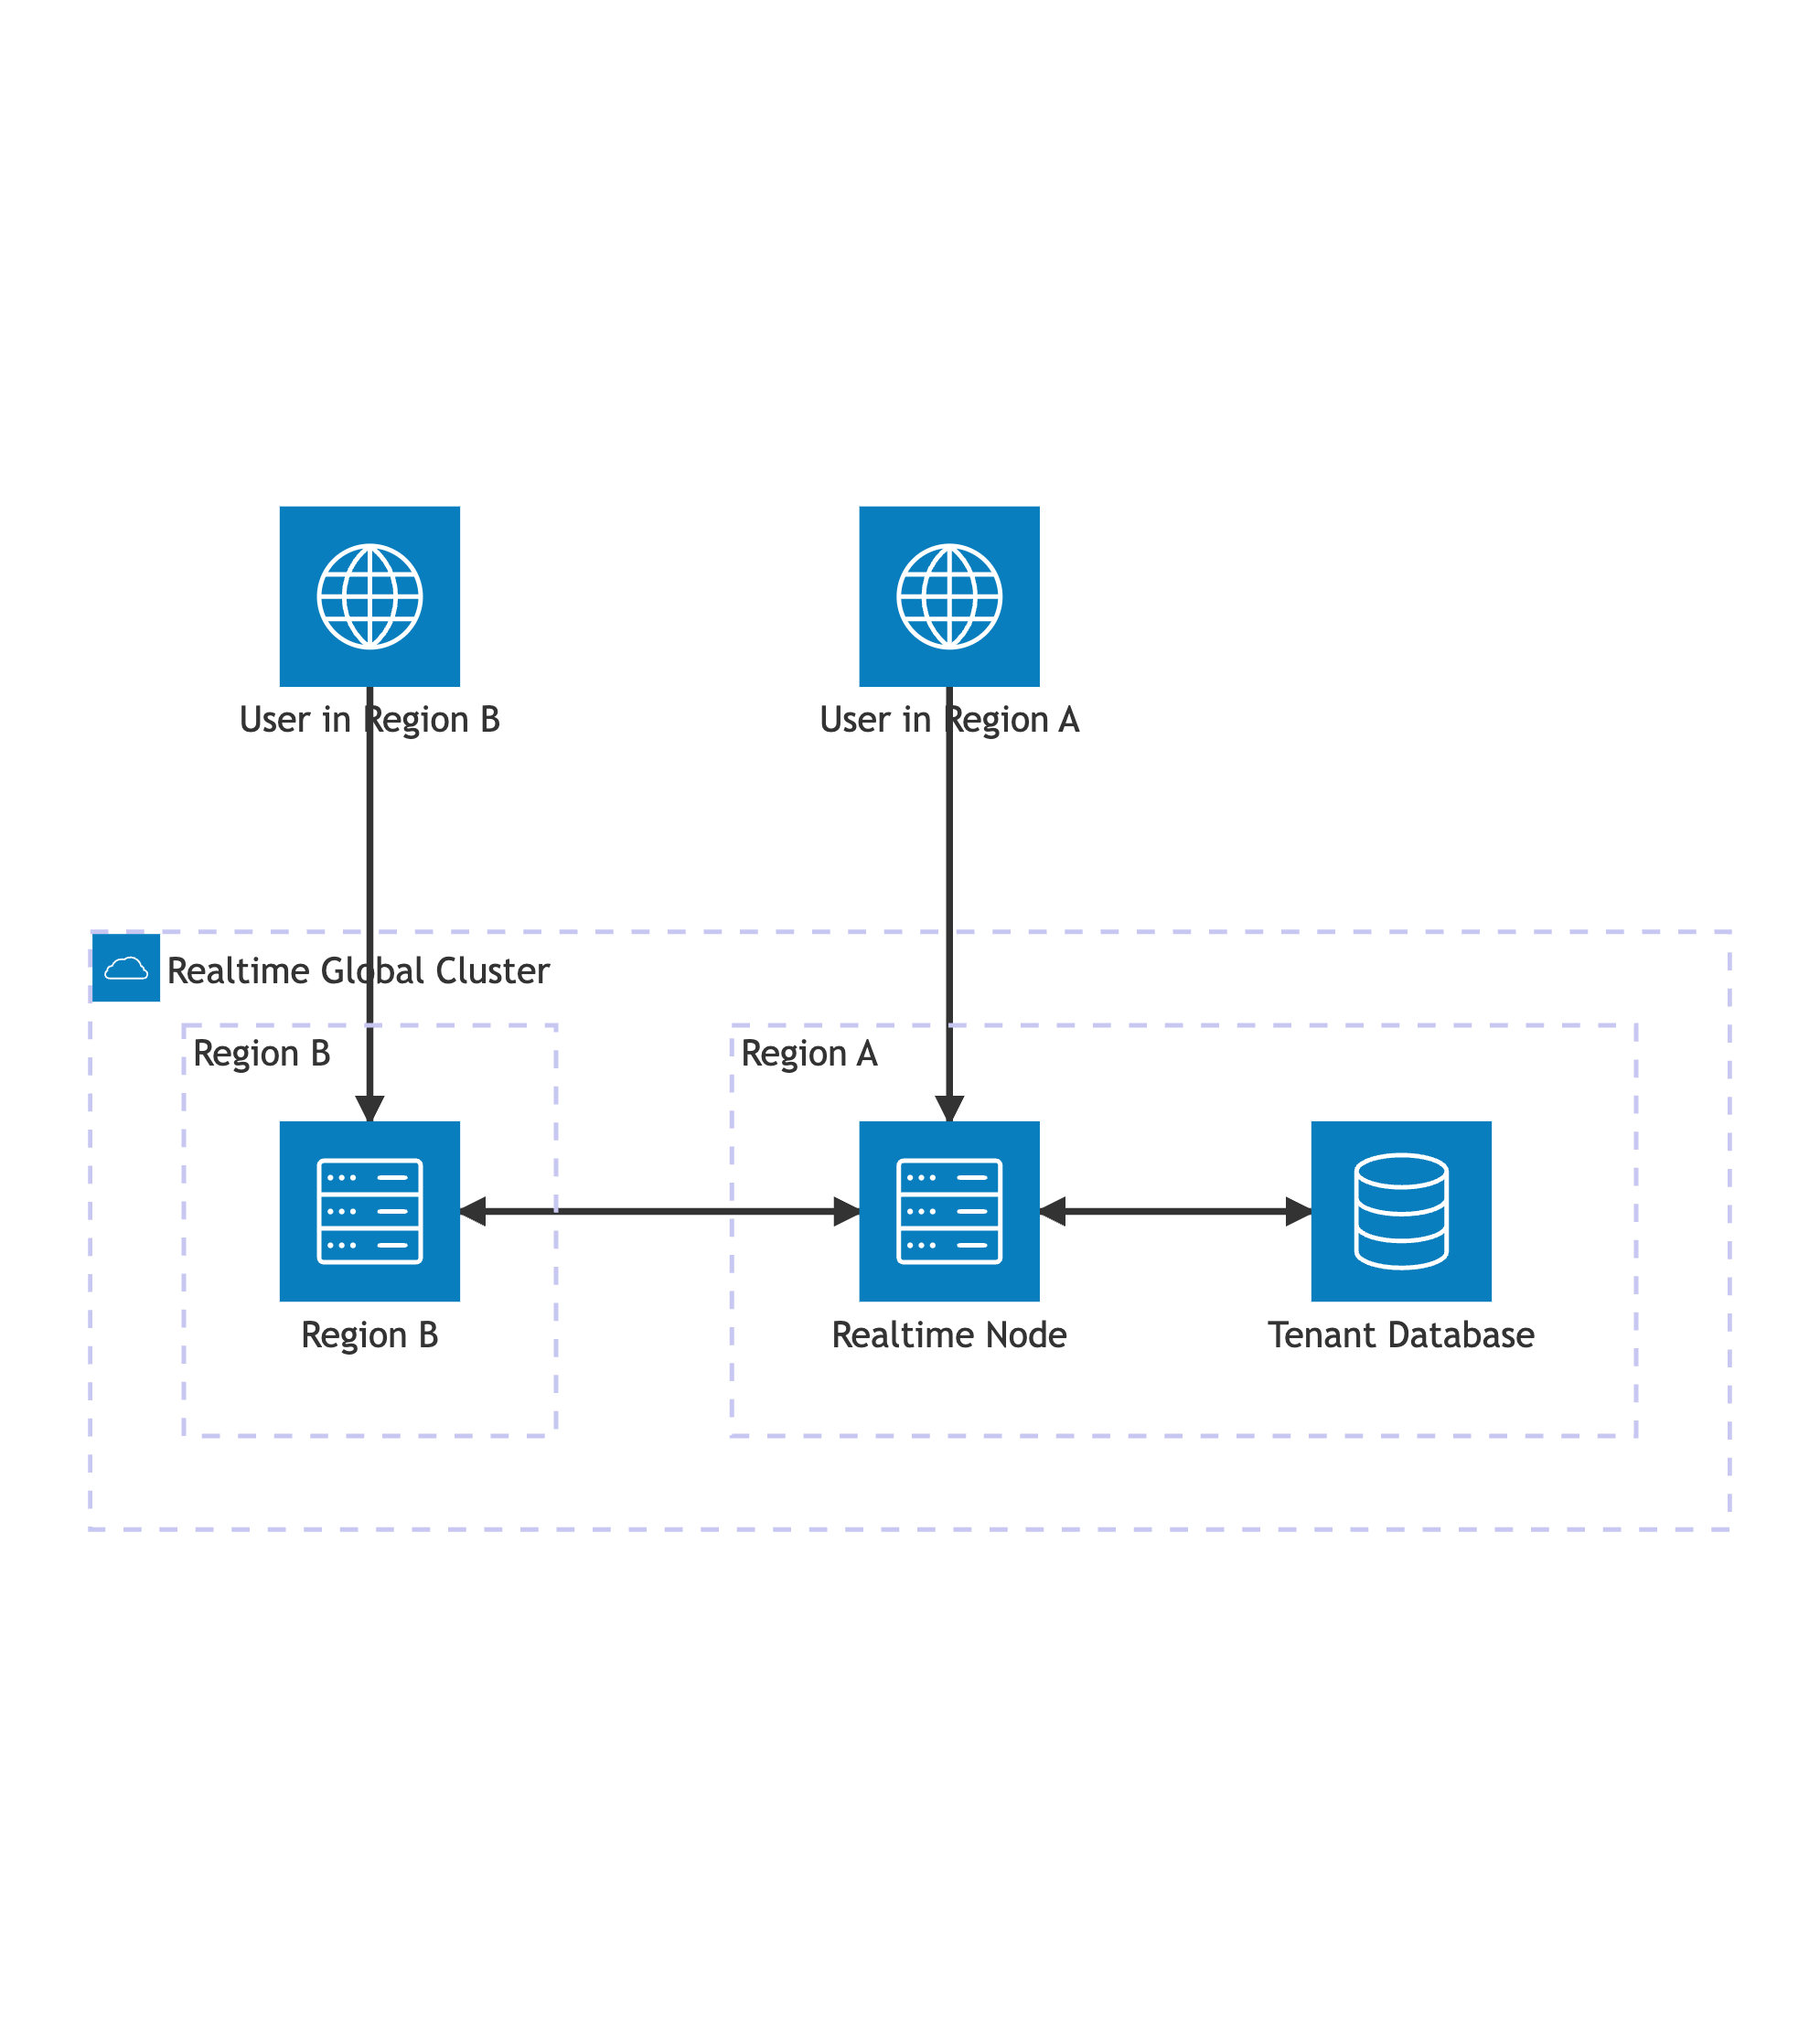 User in Region B
User in Region A
Realtime Global Cluster
Region B
Region A
Region B
Realtime Node
Tenant Database